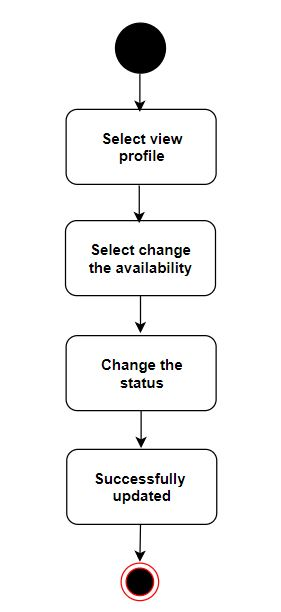 Select view
profile
Select change
the availability
Change the
status
Successfully
updated